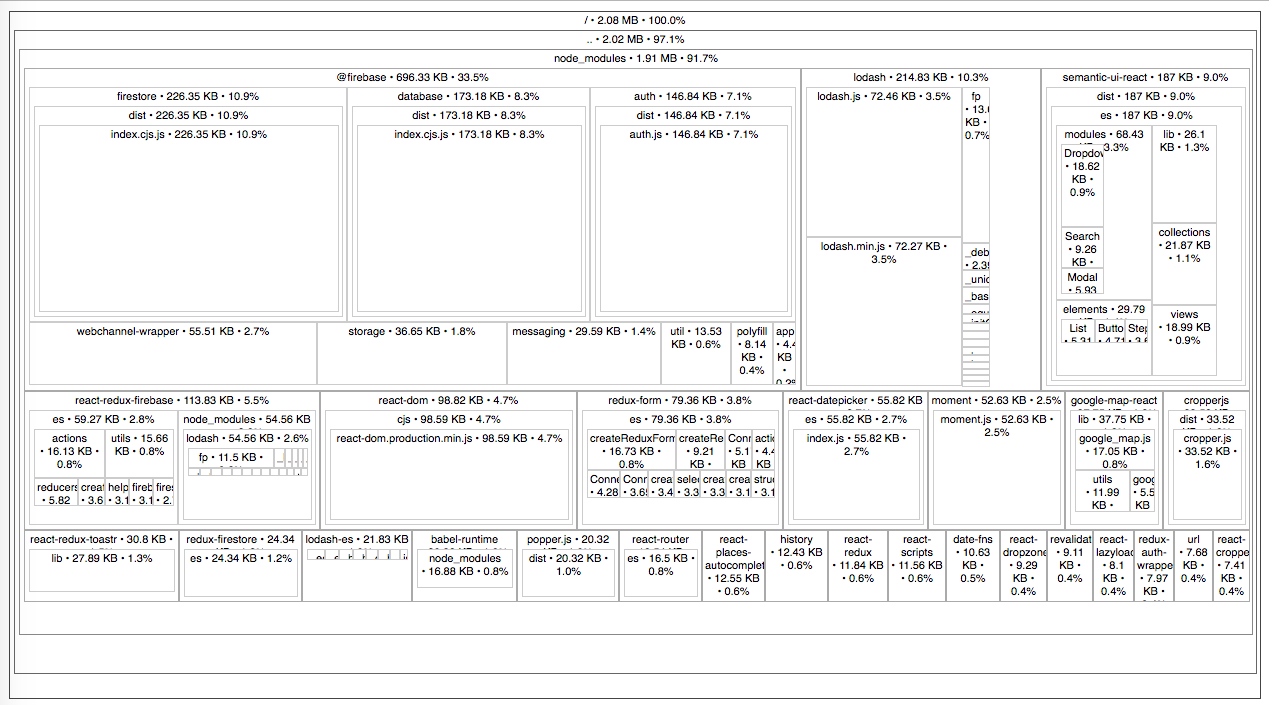 / • 2.08 MB • 100.0%
.. • 2.02 MB • 97.1%
node_modules • 1.91 MB • 91.7%
@firebase • 696.33 KB • 33.5%
firestore • 226.35 KB • 10.9%
dist • 226.35 KB • 10.9%
index.cjs.js • 226.35 KB • 10.9%
database • 173.18 KB • 8.3%
dist • 173.18 KB • 8.3%
index.cjs.js • 173.18 KB • 8.3%
auth • 146.84 KB • 7.1%
dist • 146.84 KB • 7.1%
auth.js • 146.84 KB • 7.1%
webchannel-wrapper • 55.51 KB • 2.7%
storage • 36.65 KB • 1.8%
messaging • 29.59 KB • 1.4%
util • 13.53
KB • 0.6%
polyfill
• 8.14
KB •
0.4%
app
• 4.4
KB
•
lodash • 214.83 KB • 10.3%
lodash.js • 72.46 KB • 3.5%
lodash.min.js • 72.27 KB •
3.5%
fp
• 13.
KB •
0.7%
_deb
• 2.3
_unic
_bas
semantic-ui-react • 187 KB • 9.0%
dist • 187 KB • 9.0%
es • 187 KB • 9.0%
modules • 68.43
KB • 3.3%
Dropdov
• 18.62
KB •
0.9%
Search
• 9.26
KB •
Modal
• 5.93
elements • 29.79
List
• 5.31
Butto
• 4.71
Step
lib • 26.1
KB • 1.3%
collections
• 21.87 KB
• 1.1%
views
• 18.99 KB
• 0.9%
react-redux-firebase • 113.83 KB • 5.5%
es • 59.27 KB • 2.8%
actions
• 16.13 KB
0.8%
utils • 15.66
KB • 0.8%
reducers
• 5.82
creat
• 3.6
help
• 3.1
fireb
• 3.1
fires
• 2.
node_modules • 54.56 KB
lodash • 54.56 KB • 2.6%
fp • 11.5 KB •
react-dom • 98.82 KB • 4.7%
cjs • 98.59 KB • 4.7%
react-dom.production.min.js • 98.59 KB • 4.7%
redux-form • 79.36 KB • 3.8%
es • 79.36 KB • 3.8%
createReduxForm
• 16.73 KB •
0.8%
createRe
• 9.21
KB •
Conr
• 5.1
KB
actic
• 4.4
KB
Conne
• 4.28
Conr
• 3.6
crea
• 3.4
selec
• 3.3
crea
• 3.3
crea
• 3.1
struc
• 3.1
react-datepicker • 55.82 KB
es • 55.82 KB • 2.7%
index.js • 55.82 KB •
2.7%
moment • 52.63 KB • 2.5%
moment.js • 52.63 KB •
2.5%
google-map-react
lib • 37.75 KB •
google_map.js
• 17.05 KB •
0.8%
utils
• 11.99
KB •
goog
• 5.5
KB
cropperjs
dist • 33.52
cropper.js
• 33.52 KB •
1.6%
react-redux-toastr • 30.8 KB •
lib • 27.89 KB • 1.3%
redux-firestore • 24.34
es • 24.34 KB • 1.2%
lodash-es • 21.83 KB
babel-runtime
node_modules
• 16.88 KB • 0.8%
popper.js • 20.32
dist • 20.32 KB •
1.0%
react-router
es • 16.5 KB •
0.8%
react-
places-
autocomplet
• 12.55 KB
• 0.6%
history
• 12.43 KB
• 0.6%
react-
redux
• 11.84 KB
• 0.6%
react-
scripts
• 11.56 KB
• 0.6%
date-fns
• 10.63
KB •
0.5%
react-
dropzone
• 9.29
KB •
0.4%
revalidat
• 9.11
KB •
0.4%
react-
lazyload
• 8.1
KB •
0.4%
redux-
auth-
wrappe
• 7.97
KB •
url
• 7.68
KB •
0.4%
react-
croppe
• 7.41
KB •
0.4%